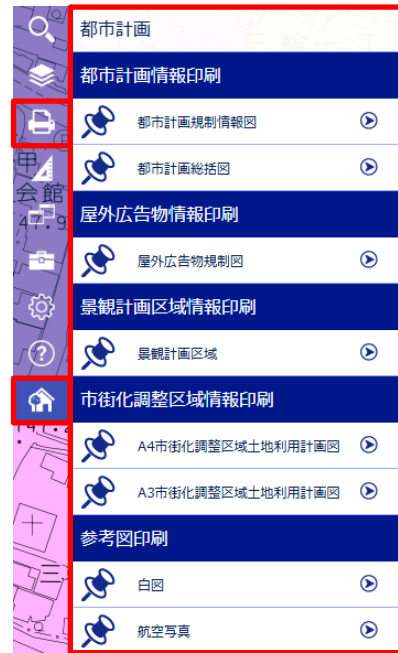 都市計画
都市計画情報印刷
都市計画規制情報図
都市計画総括図
屋外広告物情報印刷
屋外広告物規制図
景観計画区域情報印刷
景観計画区域
市街化調整区域情報印刷
A4市街化調整区域土地利用計画図
A3市街化調整区域土地利用計画図
参考図印刷
白図
航空写真
甲
会館
47.9
三